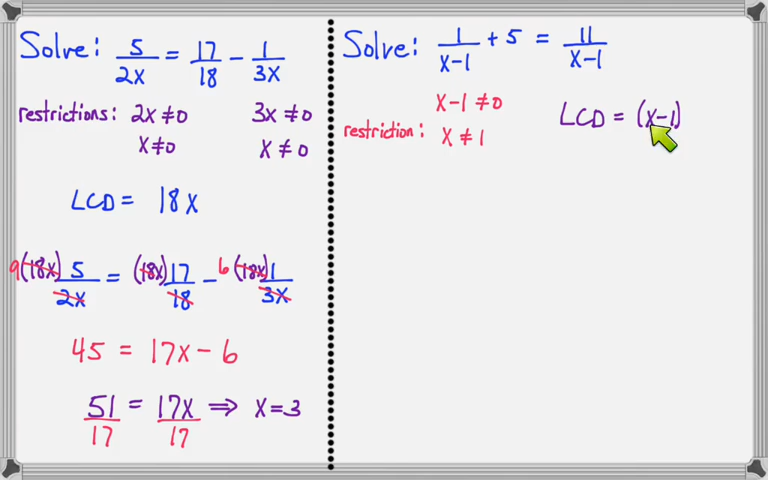 Solve: 5/2x = 17/18 - 1/3x
restrictions: 2x ≠ 0 3x ≠ 0
x ≠ 0 x ≠ 0
LCD = 18x
9(18x) 5/2x = (18x) 17/18 - 6(18x) 1/3x
45 = 17x - 6
51/17 = 17x/17 ⇒ x = 3
Solve: 1/(x-1) + 5 = 11/(x-1)
x-1 ≠ 0
restriction: x ≠ 1
LCD = (x-1)